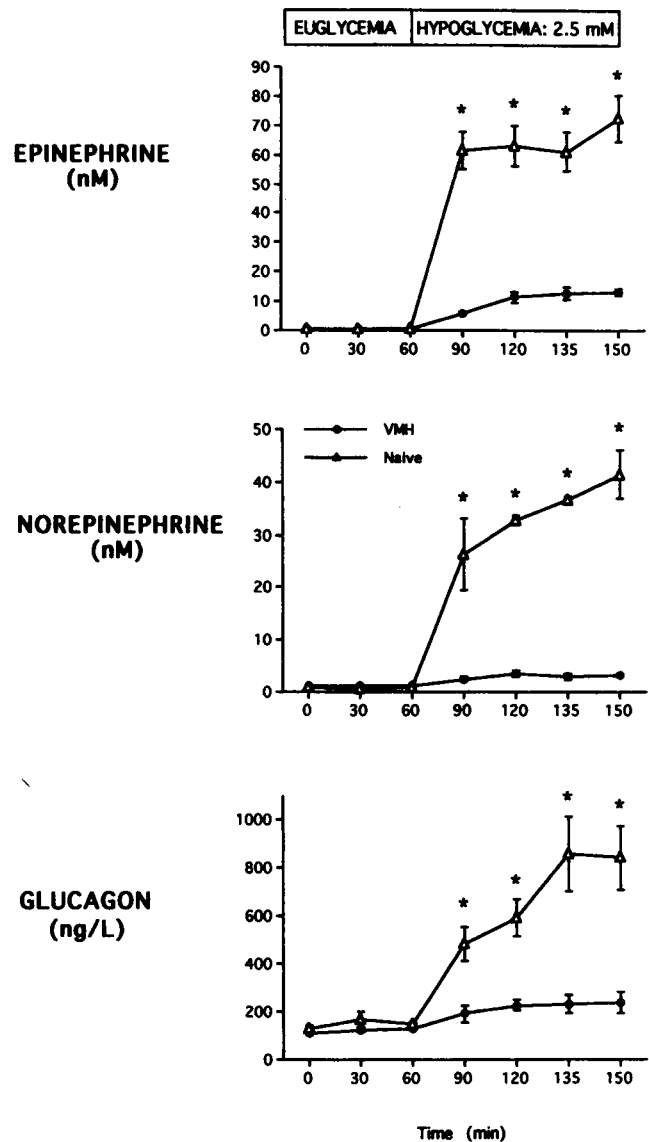 EUGLYCEMIA HYPOGLYCEMIA: 2.5 mM
EPINEPHRINE
(nM)
90
80
70
60
50
40
30
20
10
0
* * * *
0 30 60 90 120 135 150
NOREPINEPHRINE
(nM)
50
40
30
20
10
0
VMH
Naive
* * * *
0 30 60 90 120 135 150
GLUCAGON
(ng/L)
1000
800
600
400
200
0
* * * *
0 30 60 90 120 135 150
Time (min)